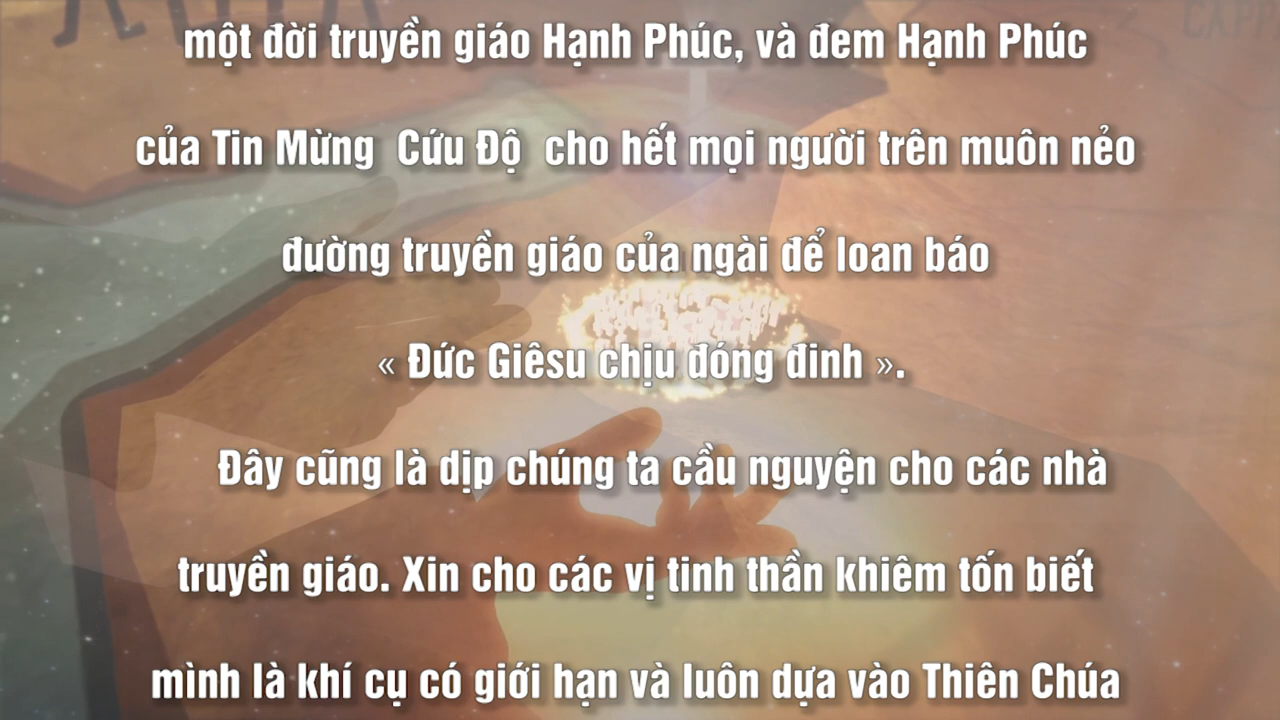 một đời truyền giáo Hạnh Phúc, và đem Hạnh Phúc
của Tin Mừng Cứu Độ cho hết mọi người trên muôn nẻo
đường truyền giáo của ngài để loan báo
« Đức Giêsu chịu đóng đinh ».
Đây cũng là dịp chúng ta cầu nguyện cho các nhà
truyền giáo. Xin cho các vị tinh thần khiêm tốn biết
mình là khí cụ có giới hạn và luôn dựa vào Thiên Chúa